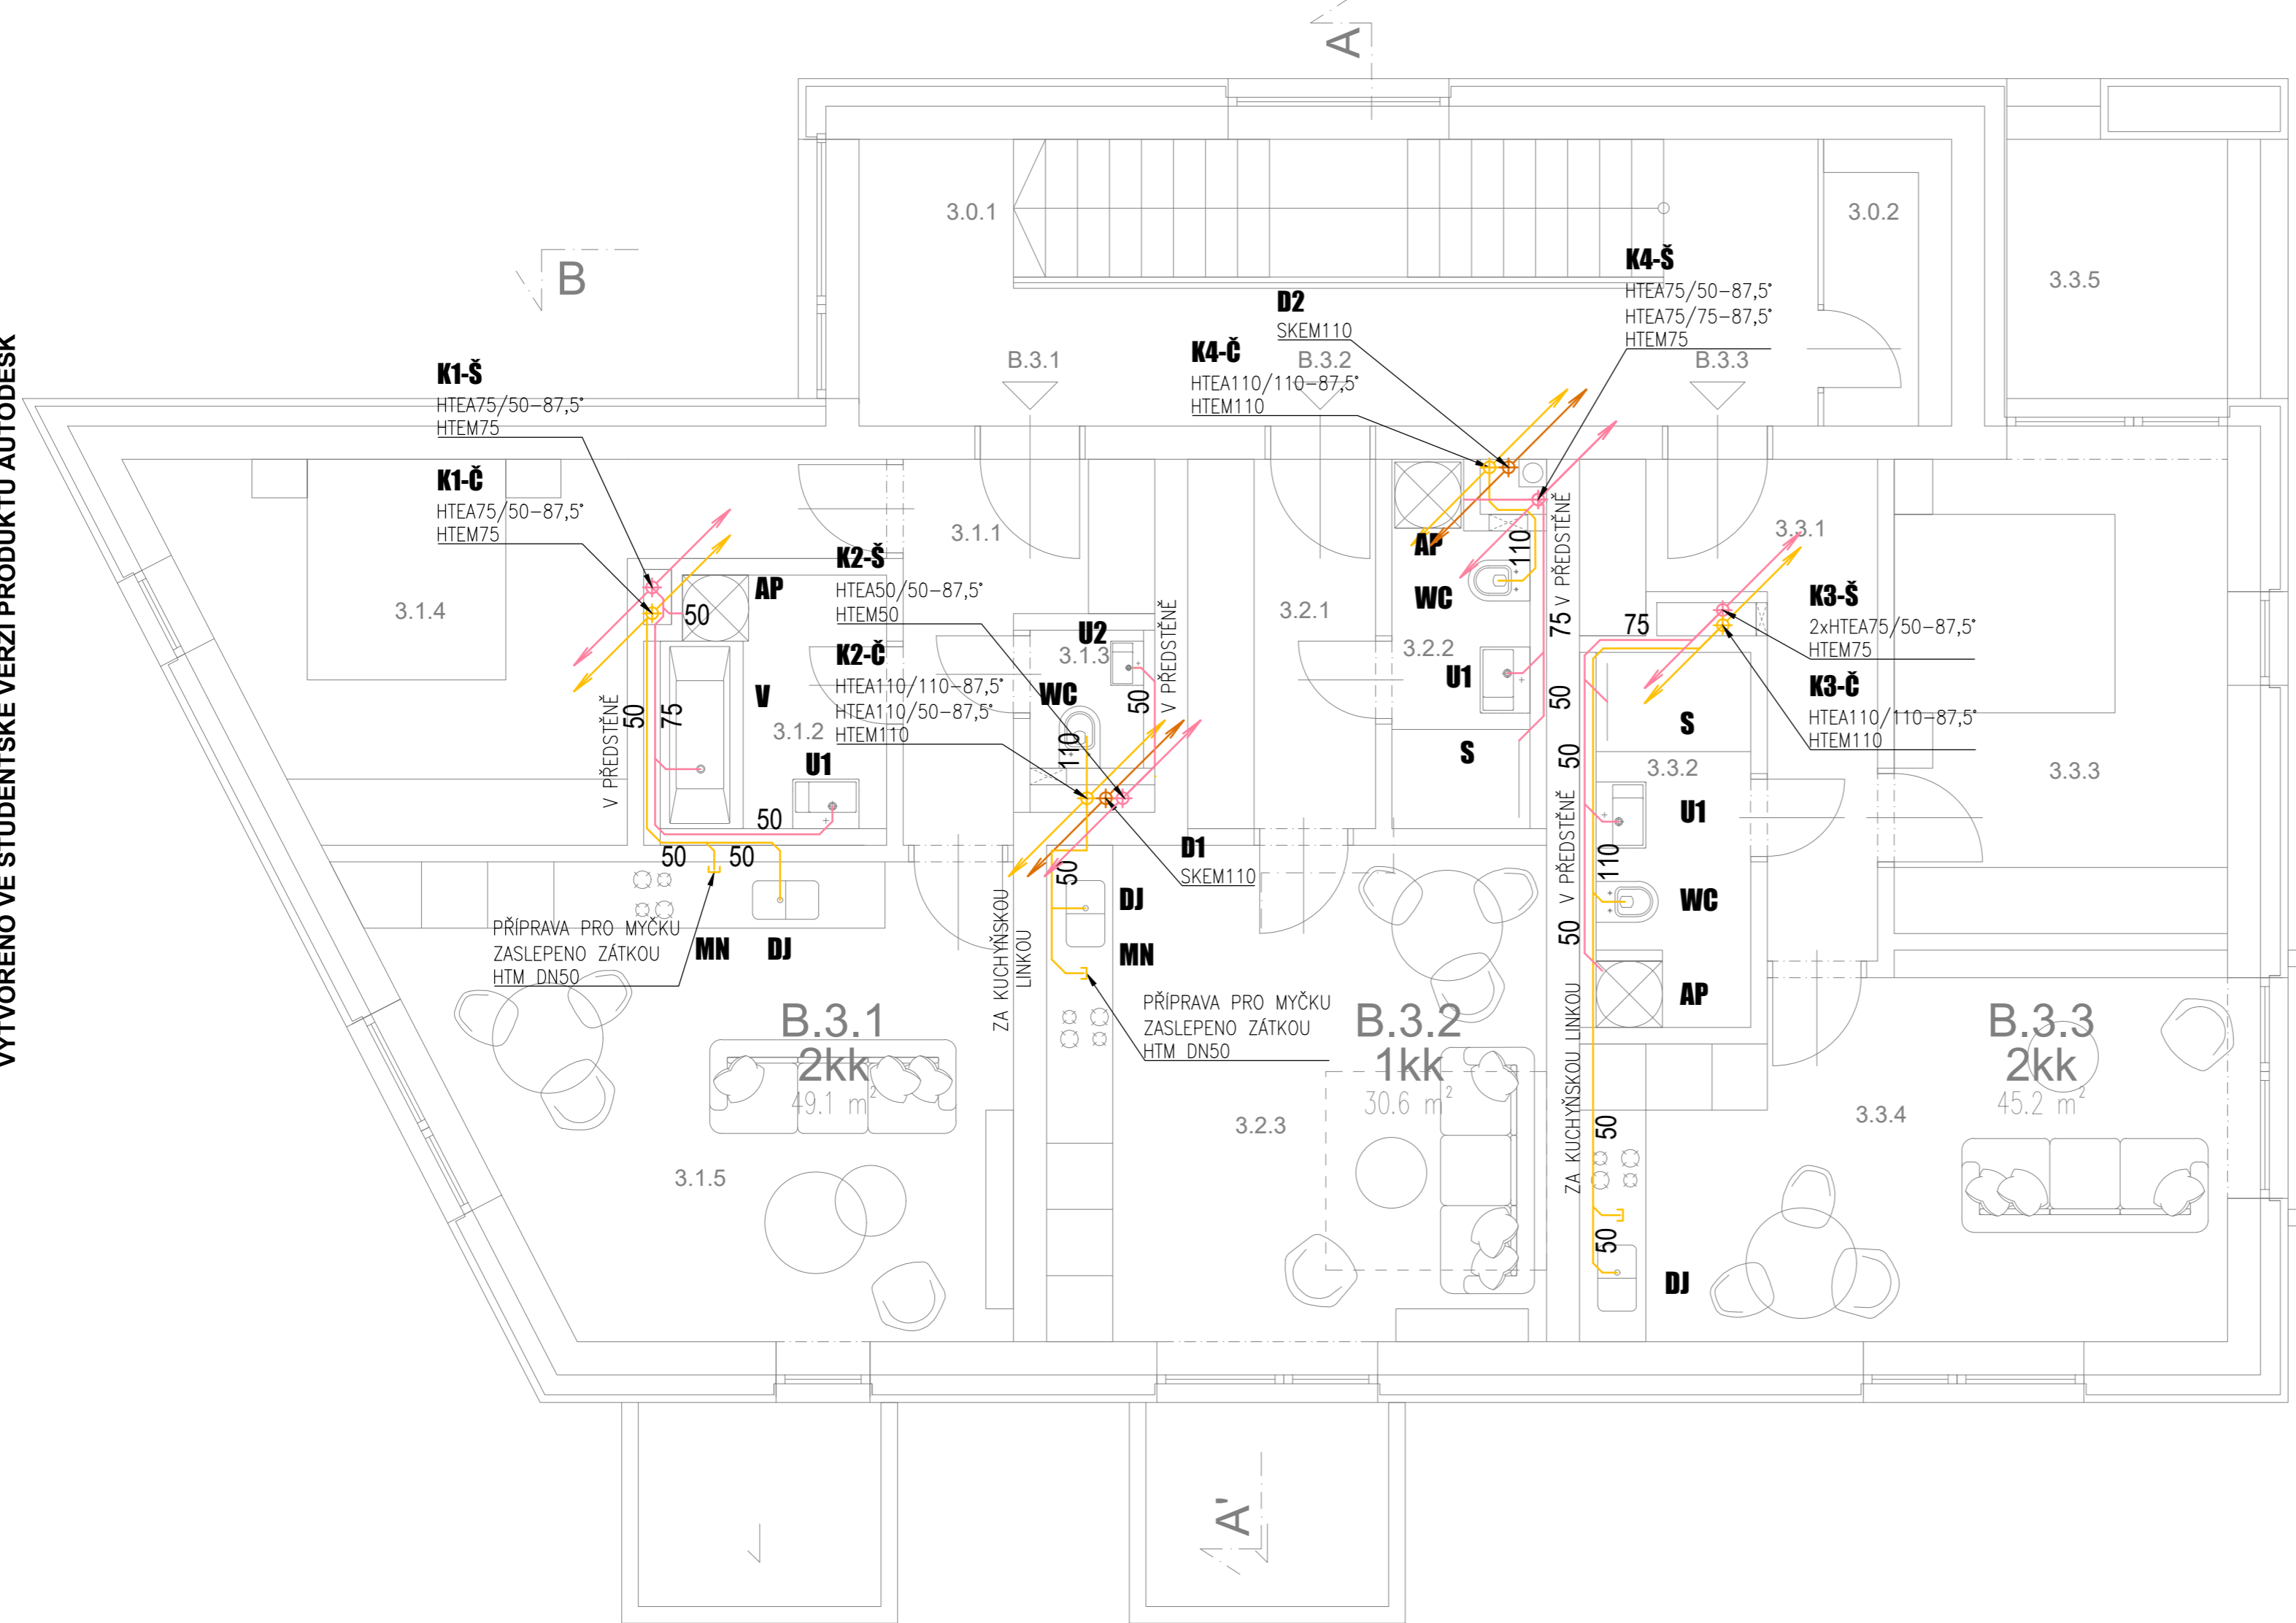 VYTVOŘENO VE STUDENTSKÉ VERZI PRODUKTU AUTODESK
A
B
3.0.1
3.0.2
3.3.5
K4-Š
HTEA75/50-87,5°
HTEA75/75-87,5°
HTEM75
D2
SKEM110
K4-Č
HTEA110/110-87,5°
HTEM110
B.3.1
B.3.2
B.3.3
K1-Š
HTEA75/50-87,5°
HTEM75
K1-Č
HTEA75/50-87,5°
HTEM75
3.1.1
3.1.4
AP
50
K2-Š
HTEA50/50-87,5°
HTEM50
K2-Č
HTEA110/110-87,5°
HTEA110/50-87,5°
HTEM110
U2
3.1.3
WC
V PŘEDSTĚNĚ
50
110
V PŘEDSTĚNĚ
50
75
V
3.1.2
U1
50
50
50
3.2.1
AP
WC
110
V PŘEDSTĚNĚ
75
3.2.2
U1
50
S
3.3.1
75
K3-Š
2xHTEA75/50-87,5°
HTEM75
K3-Č
HTEA110/110-87,5°
HTEM110
S
3.3.2
3.3.3
50
V PŘEDSTĚNĚ
50
U1
110
WC
AP
D1
SKEM110
50
DJ
MN
ZA KUCHYŇSKOU
LINKOU
PŘÍPRAVA PRO MYČKU
ZASLEPENO ZÁTKOU
HTM DN50
MN
DJ
PŘÍPRAVA PRO MYČKU
ZASLEPENO ZÁTKOU
HTM DN50
B.3.1
2kk
49.1 m²
B.3.2
1kk
30.6 m²
B.3.3
2kk
45.2 m²
3.1.5
3.2.3
3.3.4
ZA KUCHYŇSKOU LINKOU
50
50
DJ
A'